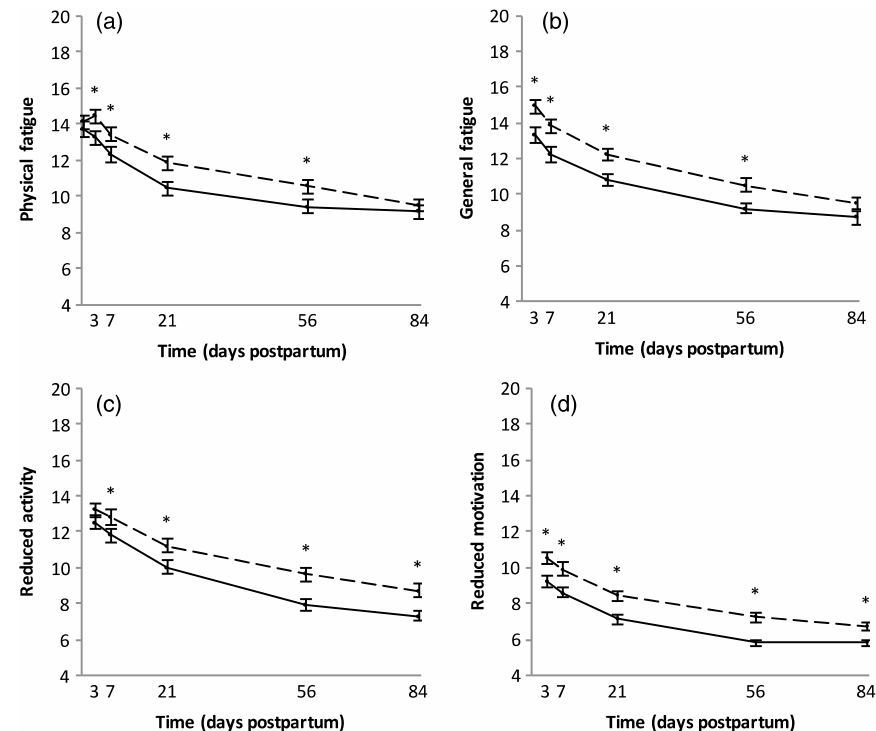 (a)
20
18
16
14
12
10
8
6
4
Physical fatigue
* * * *
3 7 21 56 84
Time (days postpartum)
(b)
20
18
16
14
12
10
8
6
4
General fatigue
* * * *
3 7 21 56 84
Time (days postpartum)
(c)
20
18
16
14
12
10
8
6
4
Reduced activity
* * * *
3 7 21 56 84
Time (days postpartum)
(d)
20
18
16
14
12
10
8
6
4
Reduced motivation
* * * * *
3 7 21 56 84
Time (days postpartum)